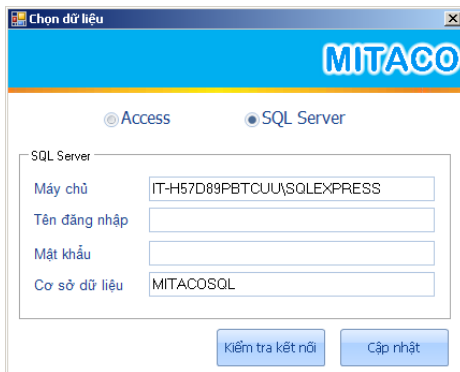 Chọn dữ liệu
MITACO
Access SQL Server
SQL Server
Máy chủ IT-H57D89PBTCUU\SQLEXPRESS
Tên đăng nhập
Mật khẩu
Cơ sở dữ liệu MITACOSQL
Kiểm tra kết nối Cập nhật